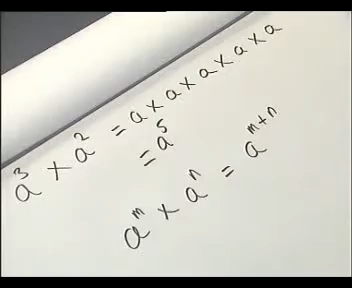 a³ × a² = a × a × a × a × a
= a⁵
aᵐ × aⁿ = aᵐ⁺ⁿ